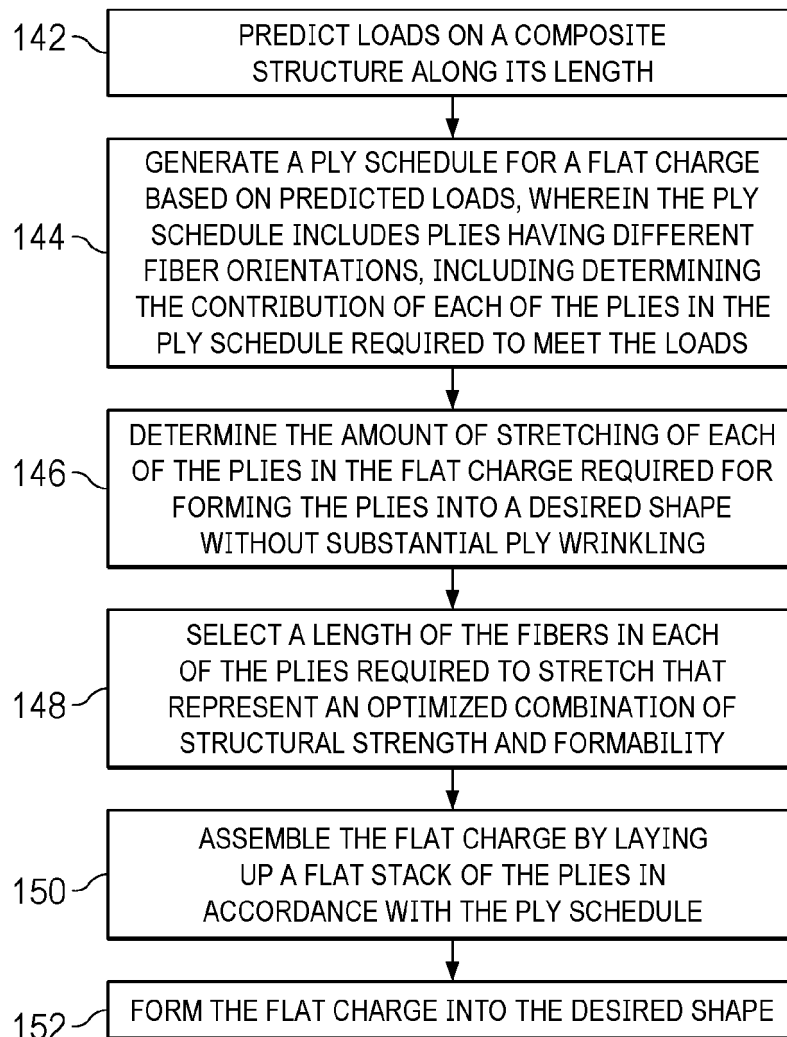 142
PREDICT LOADS ON A COMPOSITE
STRUCTURE ALONG ITS LENGTH
144
GENERATE A PLY SCHEDULE FOR A FLAT CHARGE
BASED ON PREDICTED LOADS, WHEREIN THE PLY
SCHEDULE INCLUDES PLIES HAVING DIFFERENT
FIBER ORIENTATIONS, INCLUDING DETERMINING
THE CONTRIBUTION OF EACH OF THE PLIES IN THE
PLY SCHEDULE REQUIRED TO MEET THE LOADS
146
DETERMINE THE AMOUNT OF STRETCHING OF EACH
OF THE PLIES IN THE FLAT CHARGE REQUIRED FOR
FORMING THE PLIES INTO A DESIRED SHAPE
WITHOUT SUBSTANTIAL PLY WRINKLING
148
SELECT A LENGTH OF THE FIBERS IN EACH
OF THE PLIES REQUIRED TO STRETCH THAT
REPRESENT AN OPTIMIZED COMBINATION OF
STRUCTURAL STRENGTH AND FORMABILITY
150
ASSEMBLE THE FLAT CHARGE BY LAYING
UP A FLAT STACK OF THE PLIES IN
ACCORDANCE WITH THE PLY SCHEDULE
152
FORM THE FLAT CHARGE INTO THE DESIRED SHAPE